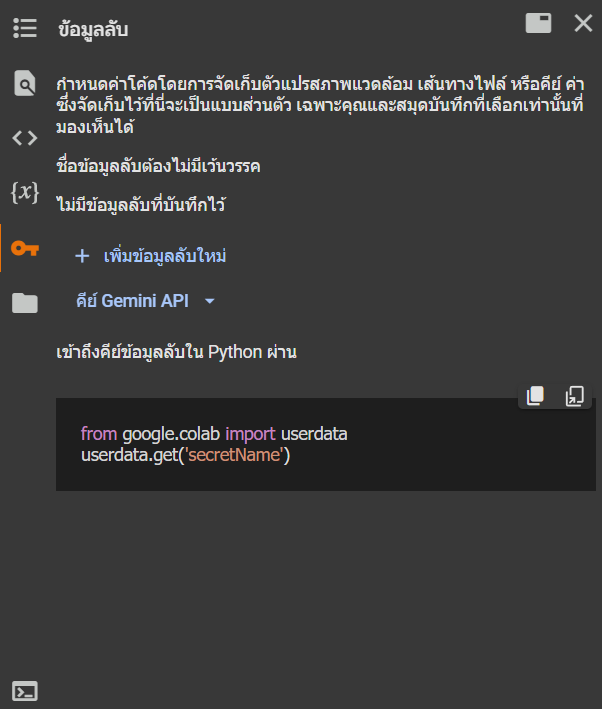 ข้อมูลลับ
กำหนดค่าโค้ดโดยการจัดเก็บตัวแปรสภาพแวดล้อม เส้นทางไฟล์ หรือคีย์ ค่า
ซึ่งจัดเก็บไว้ที่นี่จะเป็นแบบส่วนตัว เฉพาะคุณและสมุดบันทึกที่เลือกเท่านั้นที่
มองเห็นได้
ชื่อข้อมูลลับต้องไม่มีเว้นวรรค
ไม่มีข้อมูลลับที่บันทึกไว้
+ เพิ่มข้อมูลลับใหม่
คีย์ Gemini API
เข้าถึงคีย์ข้อมูลลับใน Python ผ่าน
from google.colab import userdata
userdata.get('secretName')
{x}